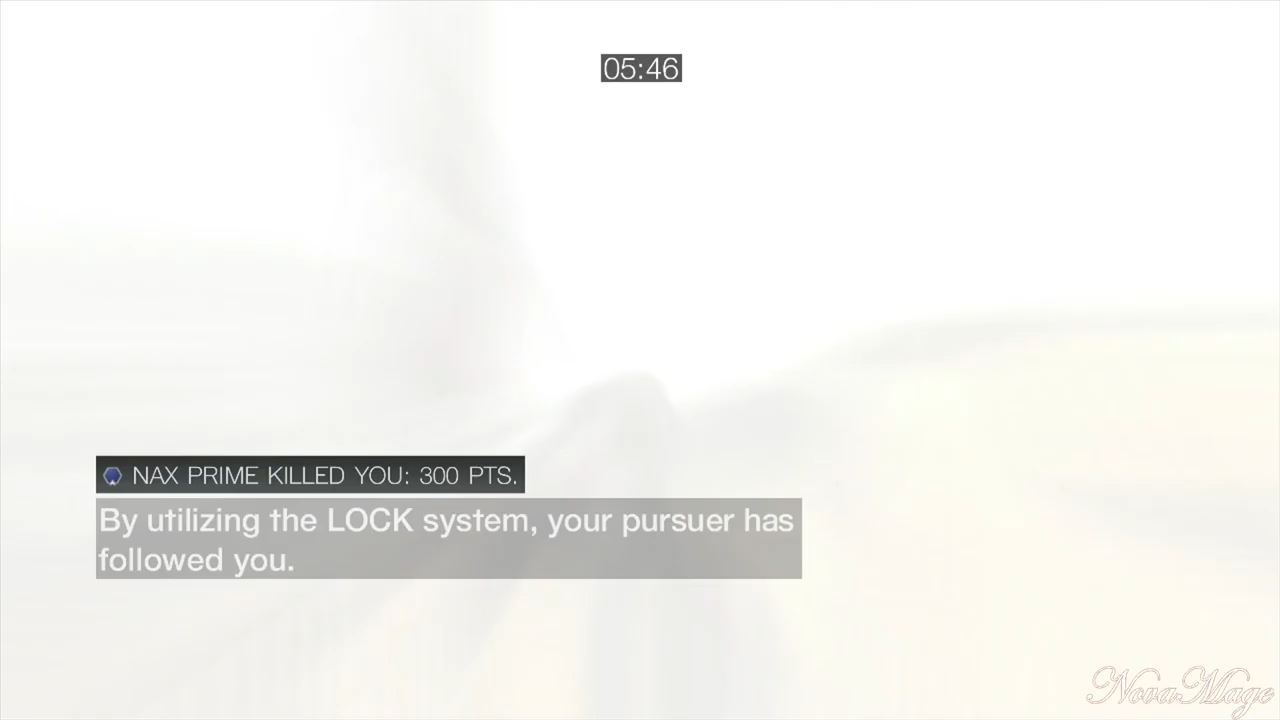 05:46
NAX PRIME KILLED YOU: 300 PTS.
By utilizing the LOCK system, your pursuer has
followed you.
NovaMage